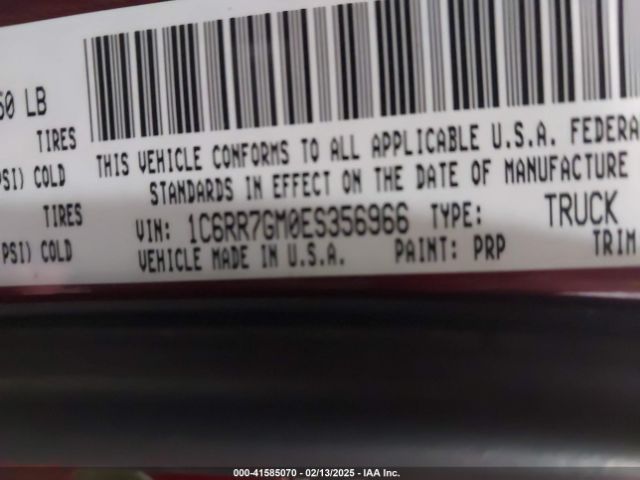 60 LB
TIRES
PSI) COLD
TIRES
PSI) COLD
THIS VEHICLE CONFORMS TO ALL APPLICABLE U.S.A. FEDERA
STANDARDS IN EFFECT ON THE DATE OF MANUFACTURE
VIN: 1C6RR7GM0ES356966 TYPE: TRUCK
VEHICLE MADE IN U.S.A. PAINT: PRP TRIM
000-41585070 - 02/13/2025 - IAA Inc.